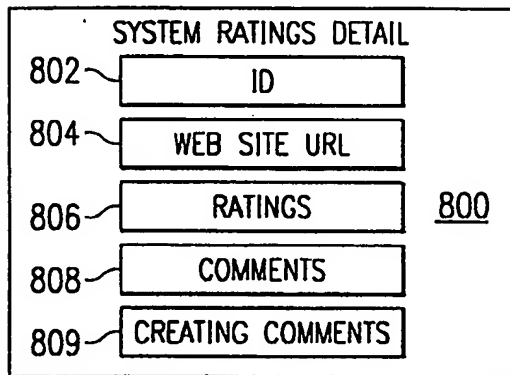 SYSTEM RATINGS DETAIL
802 ID
804 WEB SITE URL
806 RATINGS 800
808 COMMENTS
809 CREATING COMMENTS